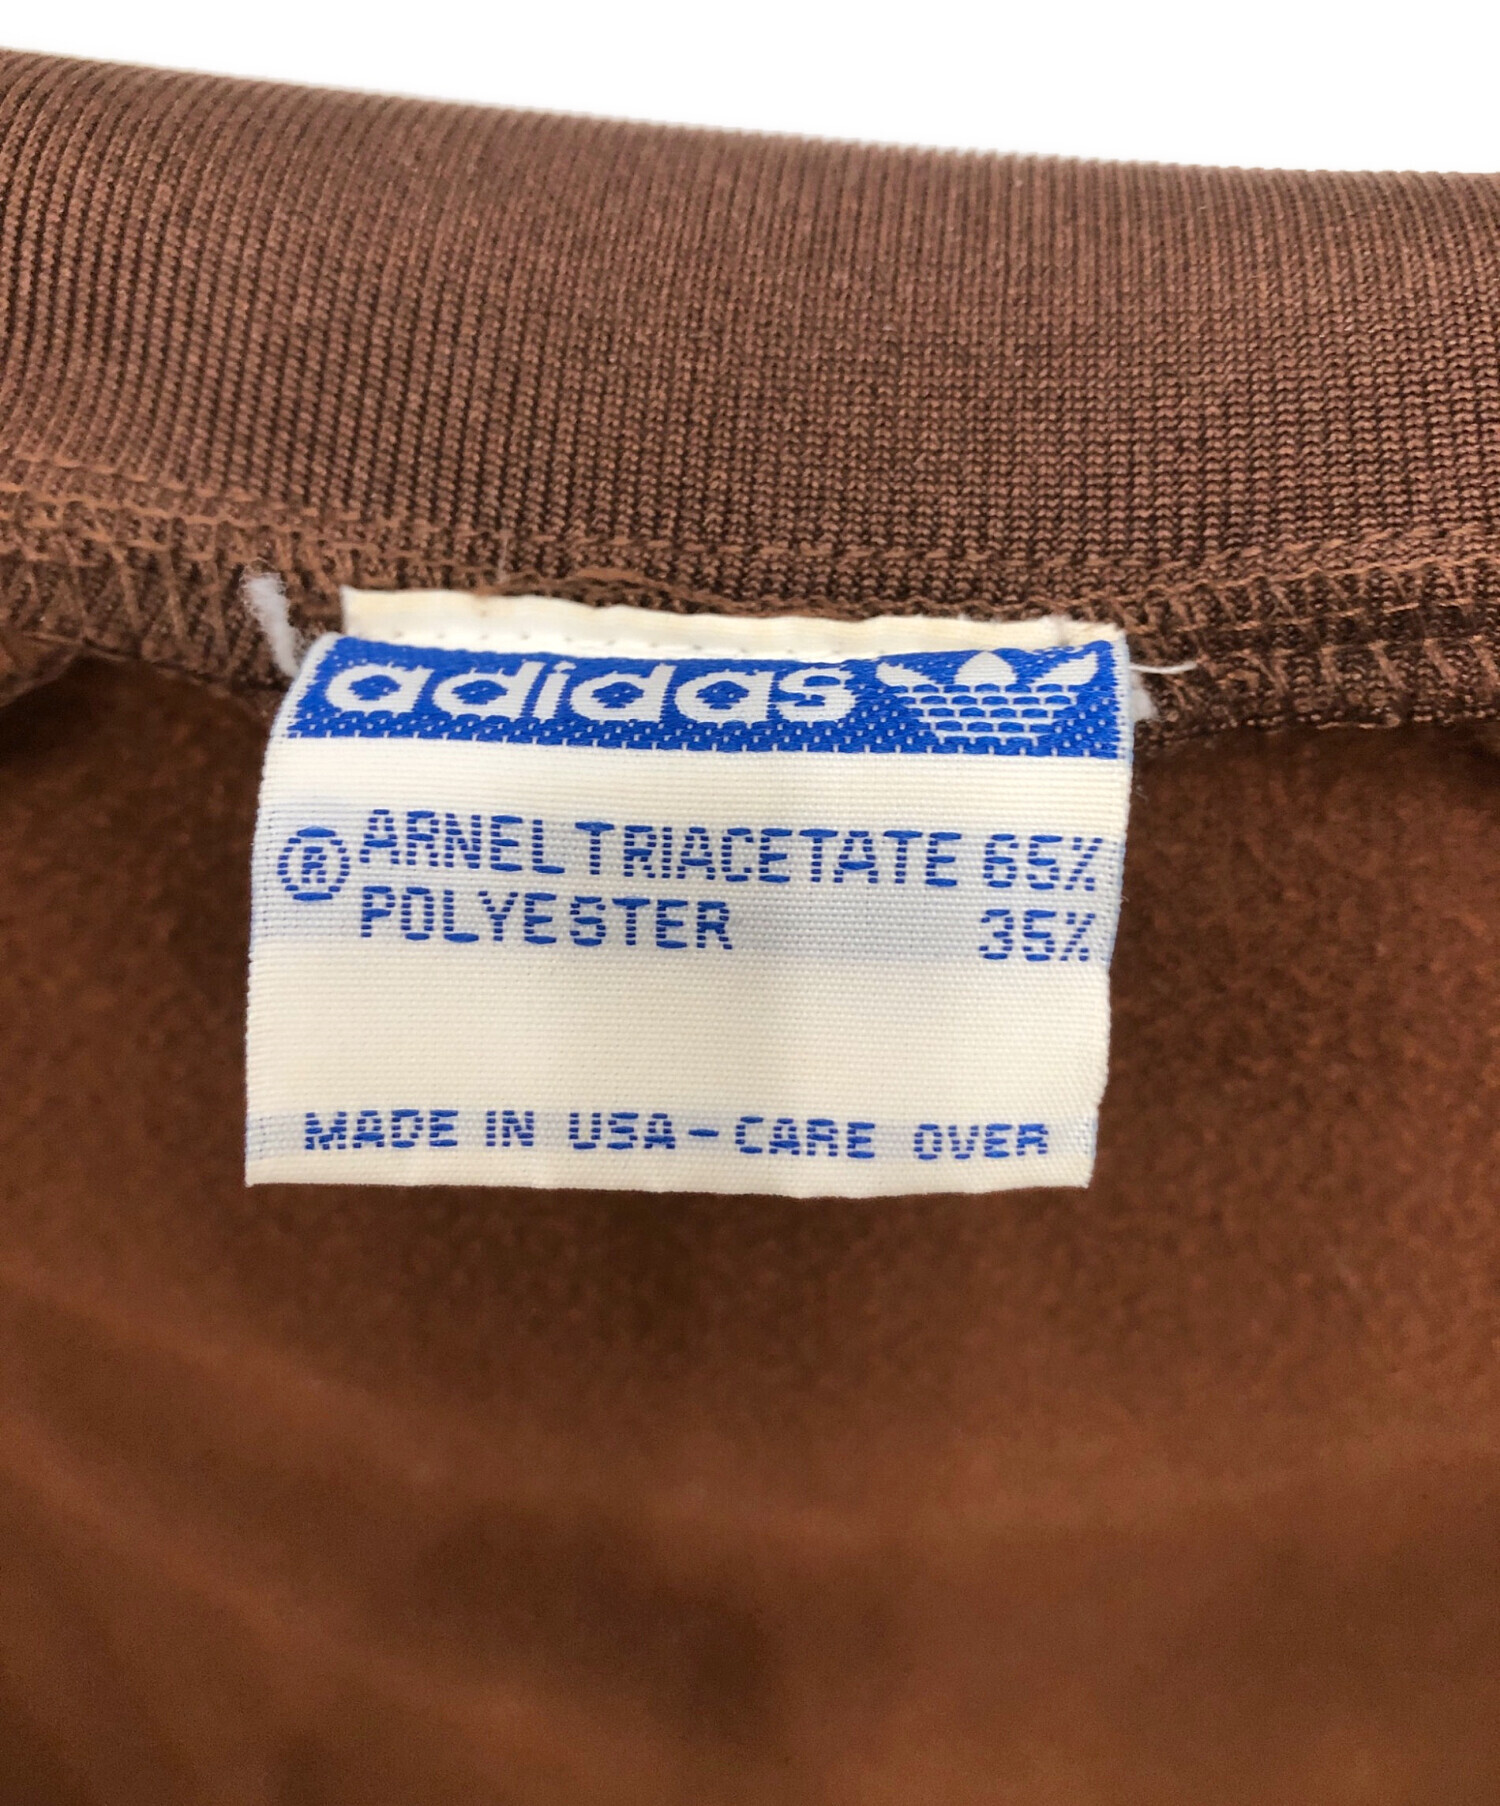 adidas
® ARNEL TRIACETATE 65%
POLYESTER 35%
MADE IN USA - CARE OVER